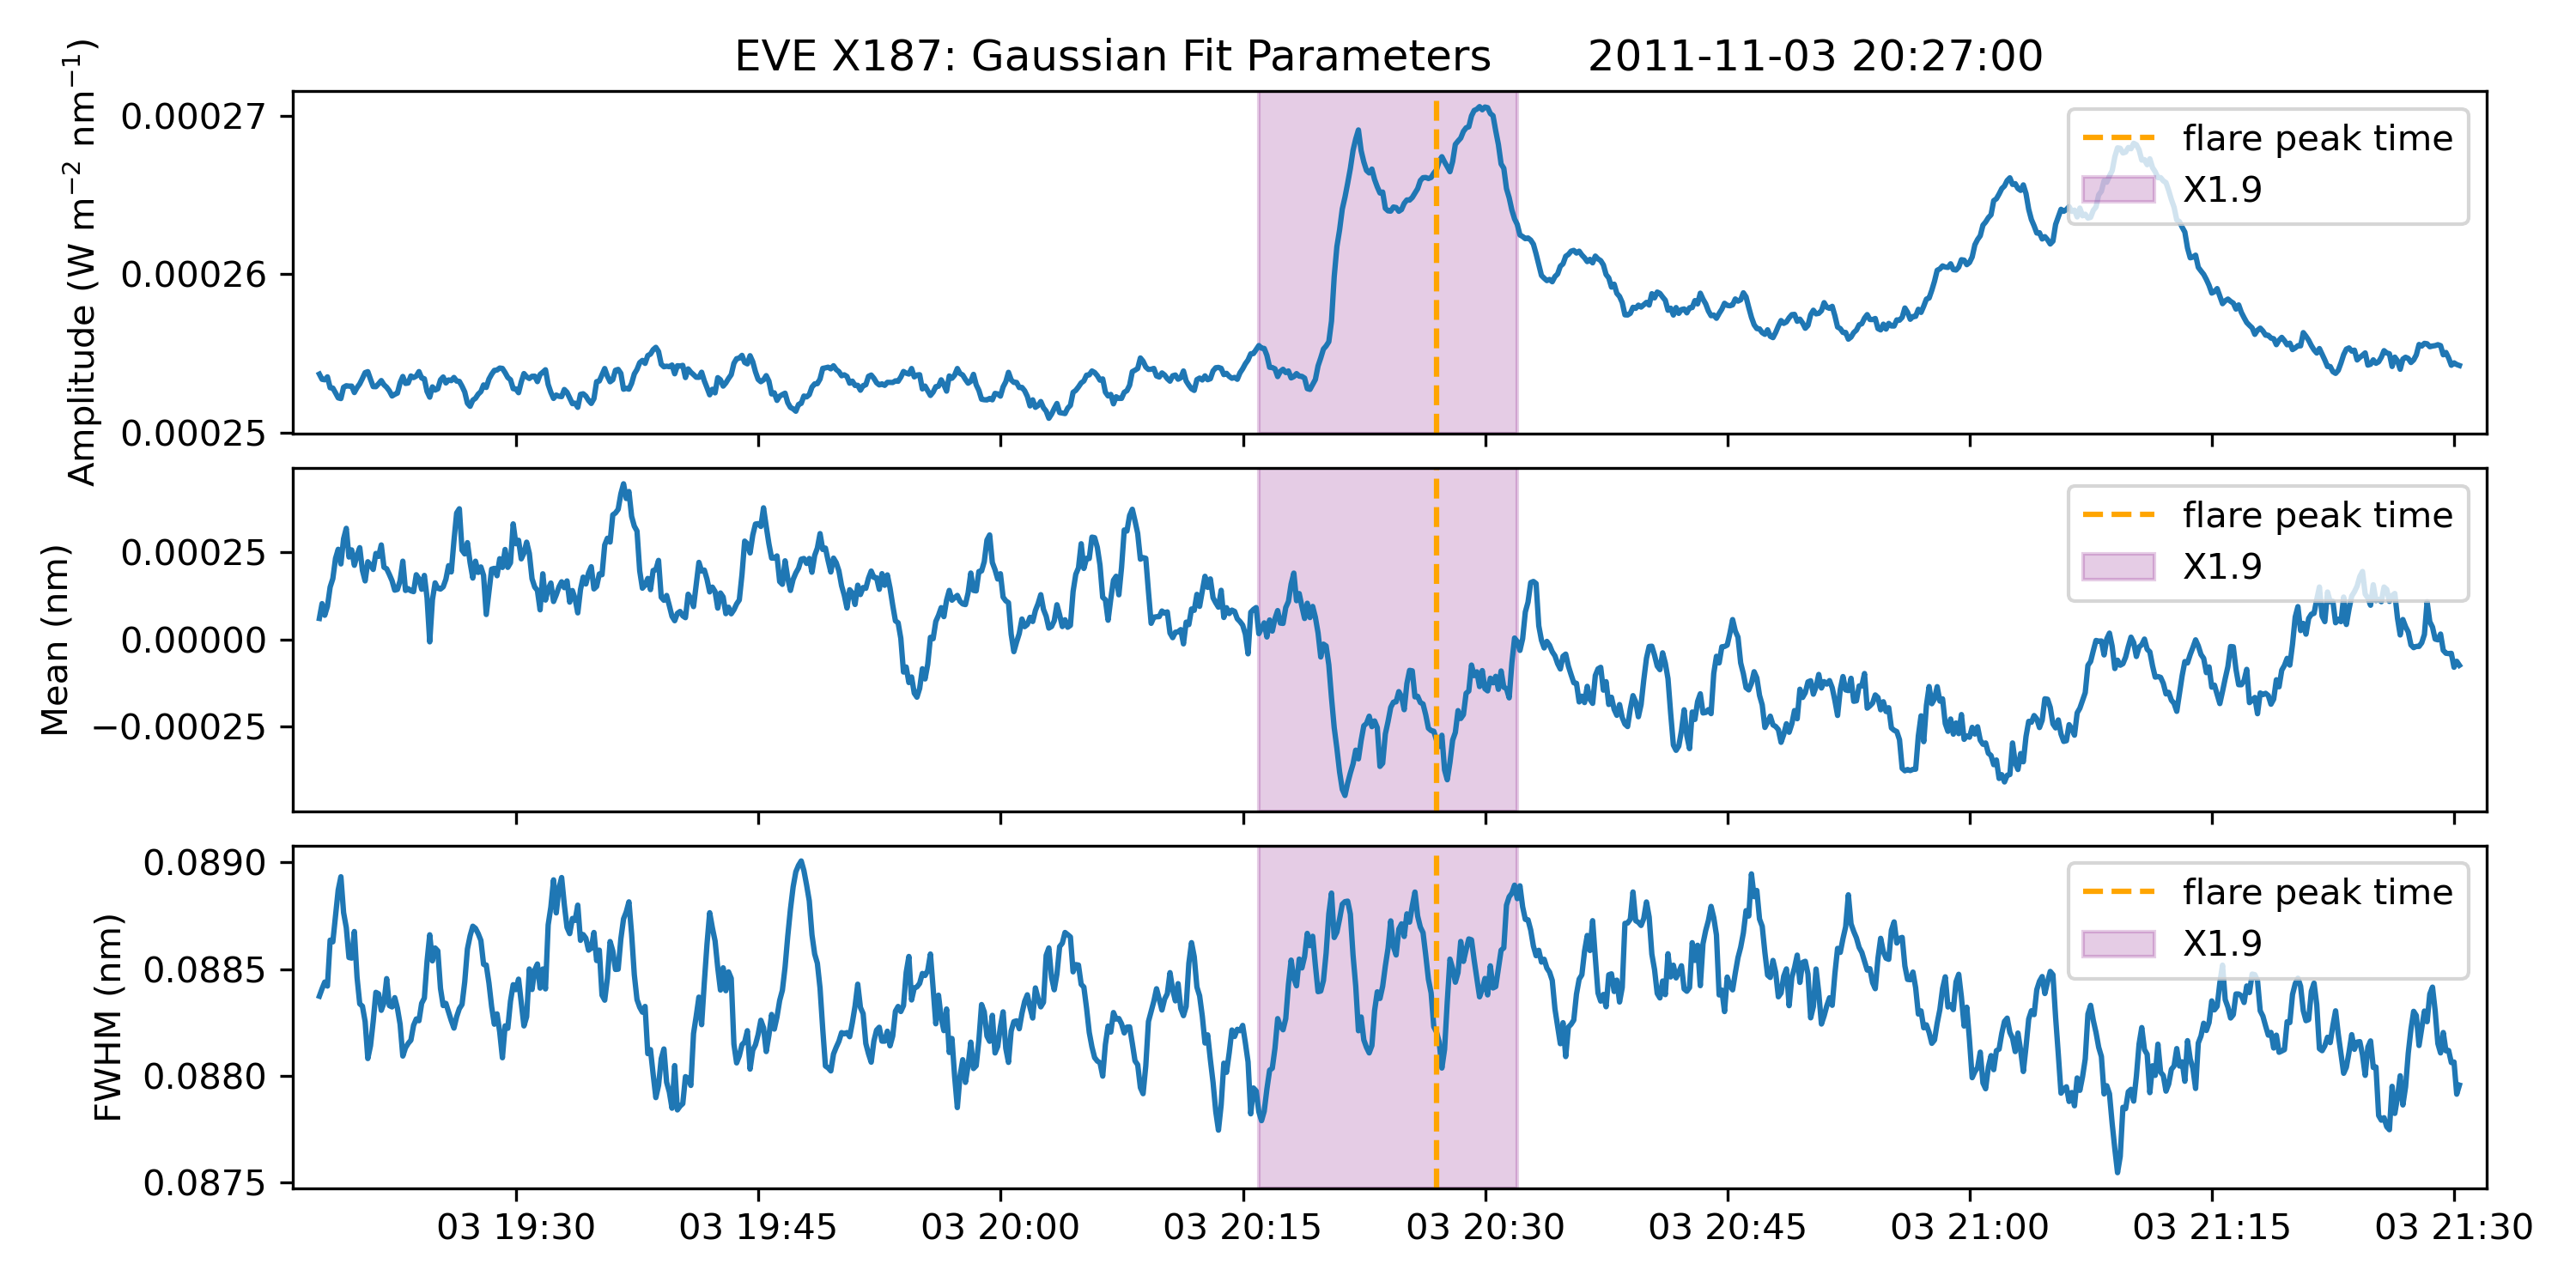 EVE X187: Gaussian Fit Parameters 2011-11-03 20:27:00
Amplitude (W m⁻² nm⁻¹)
0.00027
0.00026
0.00025
flare peak time
X1.9
Mean (nm)
0.00025
0.00000
−0.00025
flare peak time
X1.9
FWHM (nm)
0.0890
0.0885
0.0880
0.0875
flare peak time
X1.9
03 19:30 03 19:45 03 20:00 03 20:15 03 20:30 03 20:45 03 21:00 03 21:15 03 21:30